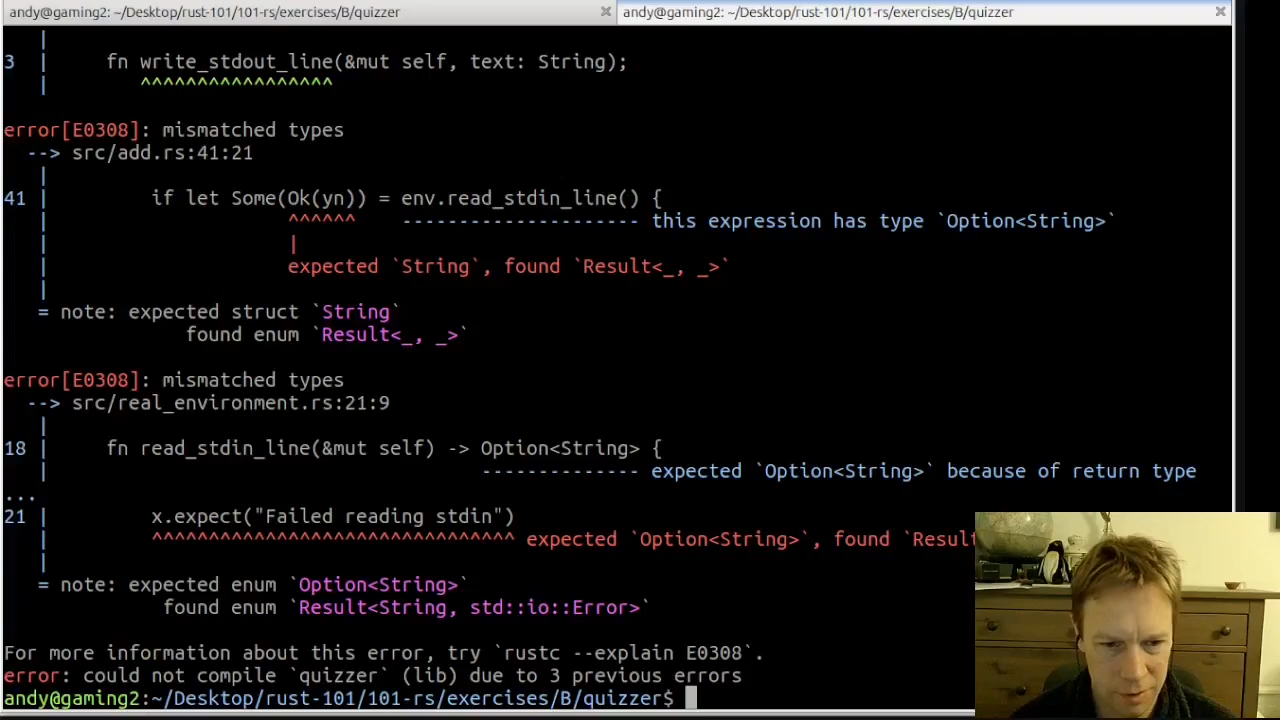 andy@gaming2: ~/Desktop/rust-101/101-rs/exercises/B/quizzer × andy@gaming2: ~/Desktop/rust-101/101-rs/exercises/B/quizzer ×
|
3 | fn write_stdout_line(&mut self, text: String);
| ^^^^^^^^^^^^^^^^^
error[E0308]: mismatched types
--> src/add.rs:41:21
|
41 | if let Some(Ok(yn)) = env.read_stdin_line() {
| ^^^^^^ --------------------- this expression has type `Option<String>`
| |
| expected `String`, found `Result<_, _>`
|
= note: expected struct `String`
found enum `Result<_, _>`
error[E0308]: mismatched types
--> src/real_environment.rs:21:9
|
18 | fn read_stdin_line(&mut self) -> Option<String> {
| -------------- expected `Option<String>` because of return type
...
21 | x.expect("Failed reading stdin")
| ^^^^^^^^^^^^^^^^^^^^^^^^^^^^^^^^ expected `Option<String>`, found `Result
|
= note: expected enum `Option<String>`
found enum `Result<String, std::io::Error>`
For more information about this error, try `rustc --explain E0308`.
error: could not compile `quizzer` (lib) due to 3 previous errors
andy@gaming2:~/Desktop/rust-101/101-rs/exercises/B/quizzer$